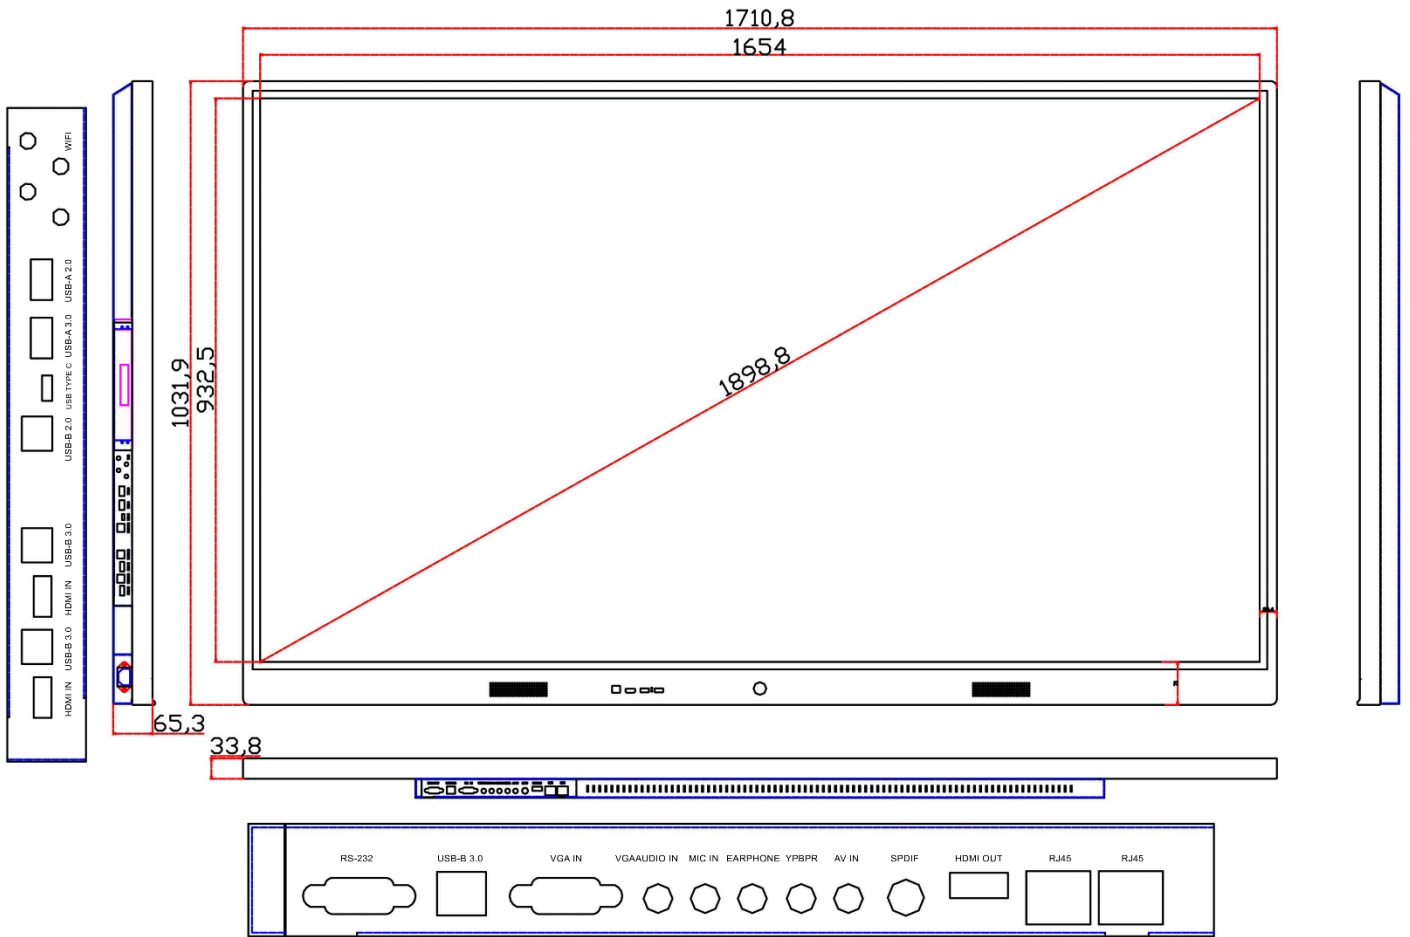 1710,8
1654
1031,9
932,5
1898,8
65,3
33,8
WIFI
USB-A 2.0
USB-A 3.0
USB TYPE C
USB-B 2.0
USB-B 3.0
HDMI IN
USB-B 3.0
HDMI IN
RS-232
USB-B 3.0
VGA IN
VGAAUDIO IN
MIC IN
EARPHONE
YPBPR
AV IN
SPDIF
HDMI OUT
RJ45
RJ45